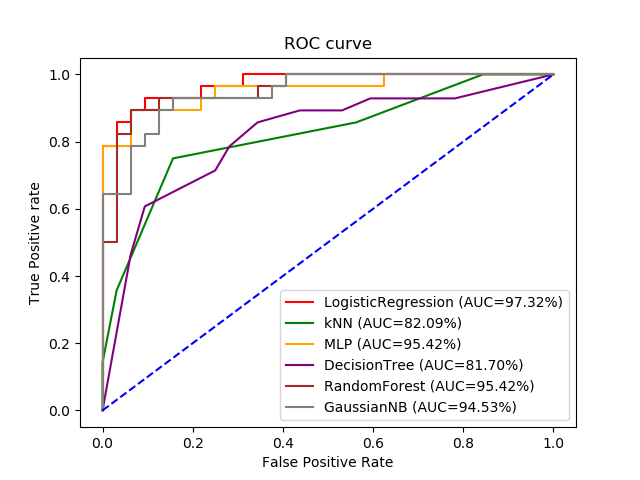 ROC curve
True Positive rate
1.0
0.8
0.6
0.4
0.2
0.0
LogisticRegression (AUC=97.32%)
kNN (AUC=82.09%)
MLP (AUC=95.42%)
DecisionTree (AUC=81.70%)
RandomForest (AUC=95.42%)
GaussianNB (AUC=94.53%)
0.0 0.2 0.4 0.6 0.8 1.0
False Positive Rate